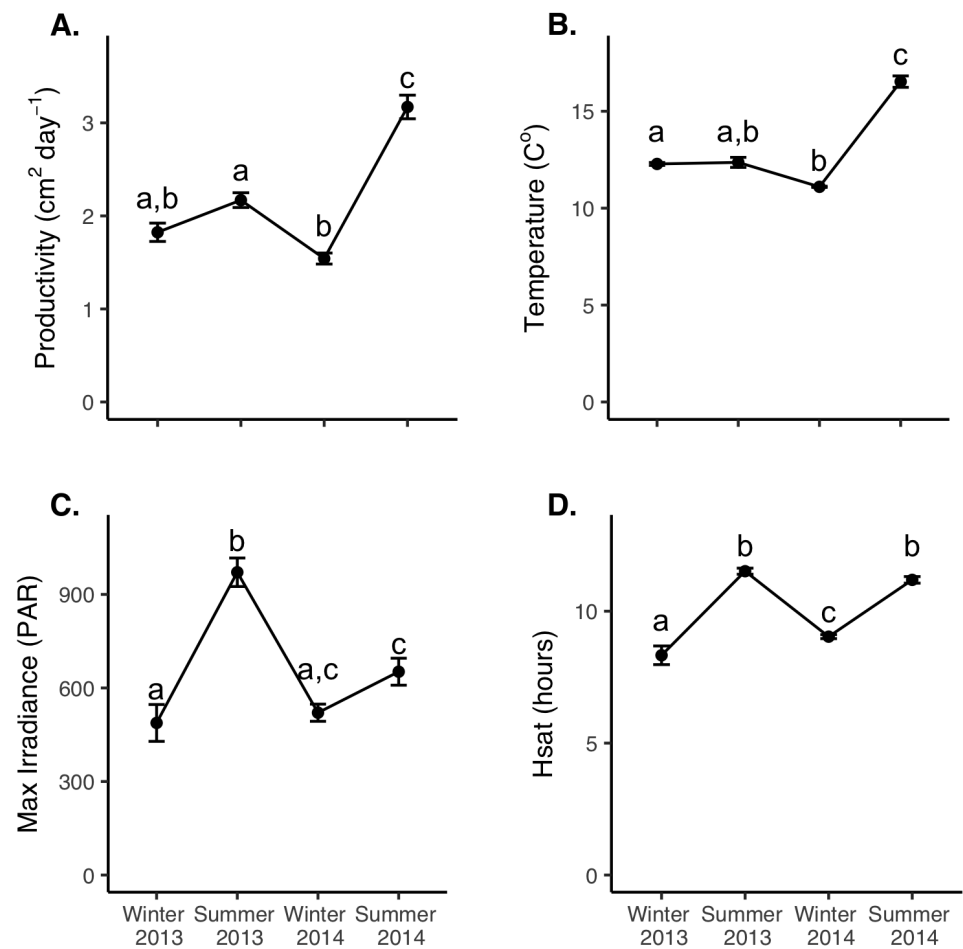 A.
Productivity (cm² day⁻¹)
3
2
1
0
a,b
a
b
c
B.
Temperature (Cᵒ)
15
10
5
0
a
a,b
b
c
C.
Max Irradiance (PAR)
900
600
300
0
a
b
a,c
c
Winter 2013
Summer 2013
Winter 2014
Summer 2014
D.
Hsat (hours)
10
5
0
a
b
c
b
Winter 2013
Summer 2013
Winter 2014
Summer 2014